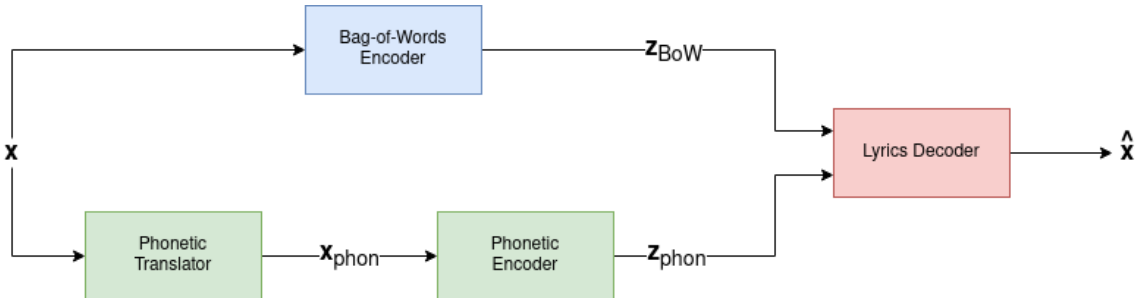 Bag-of-Words
Encoder
z_BoW
x
Lyrics Decoder
x̂
Phonetic
Translator
x_phon
Phonetic
Encoder
z_phon